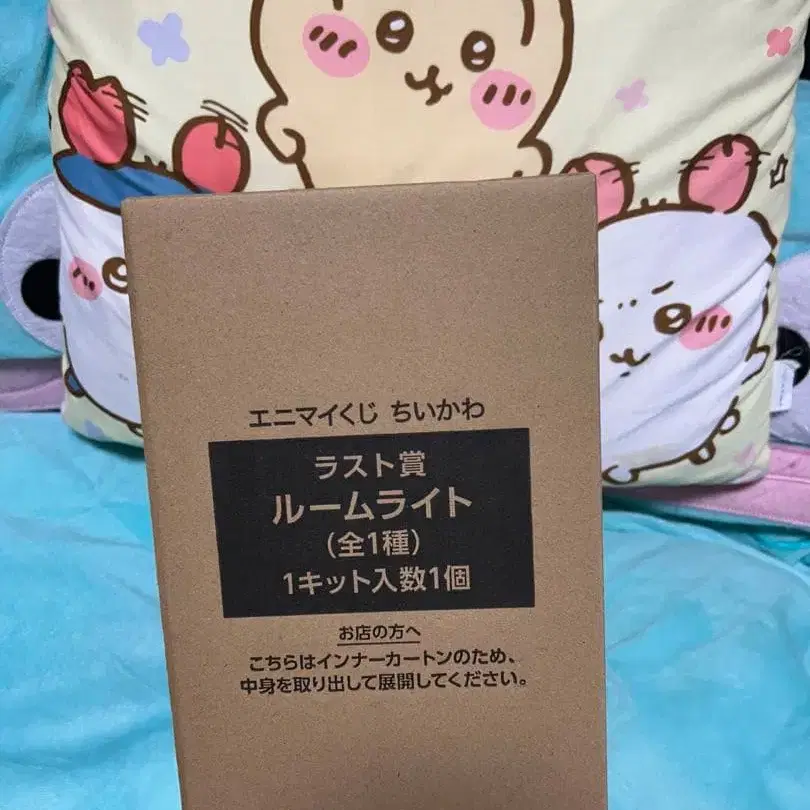 エニマイくじ ちいかわ
ラスト賞
ルームライト
(全1種)
1キット入数1個
お店の方へ
こちらはインナーカートンのため、
中身を取り出して展開してください。